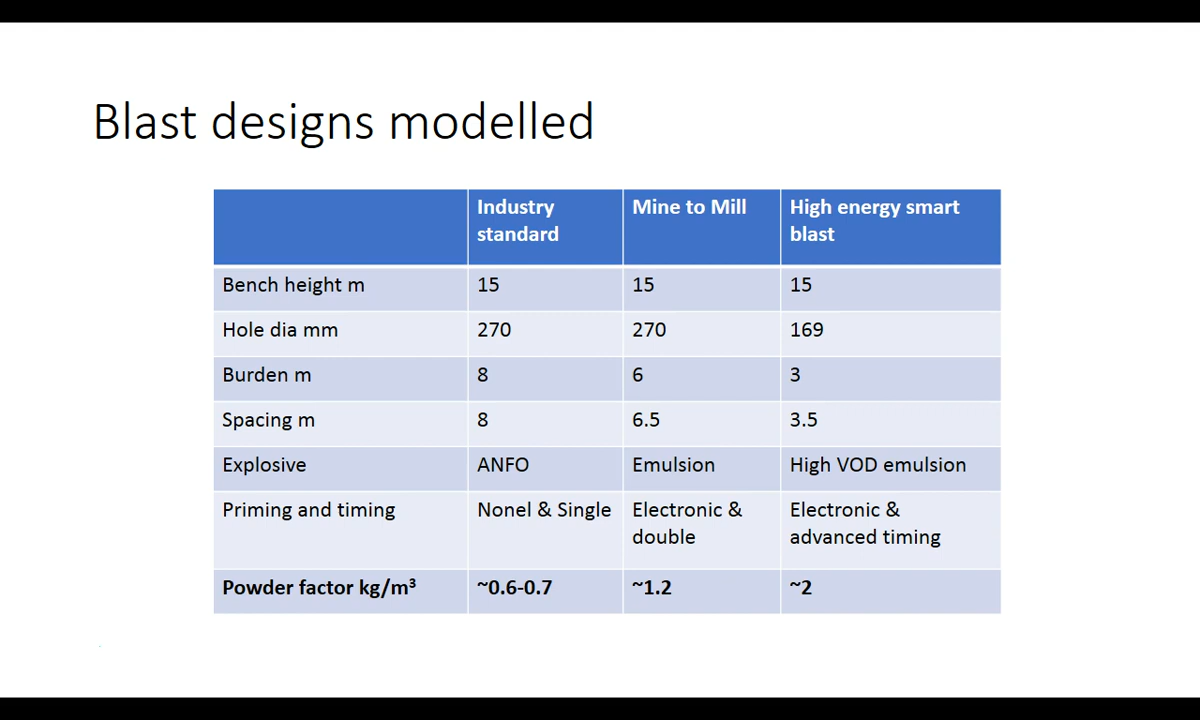 Blast designs modelled
Industry standard Mine to Mill High energy smart blast
Bench height m 15 15 15
Hole dia mm 270 270 169
Burden m 8 6 3
Spacing m 8 6.5 3.5
Explosive ANFO Emulsion High VOD emulsion
Priming and timing Nonel & Single Electronic & double Electronic & advanced timing
Powder factor kg/m³ ~0.6-0.7 ~1.2 ~2